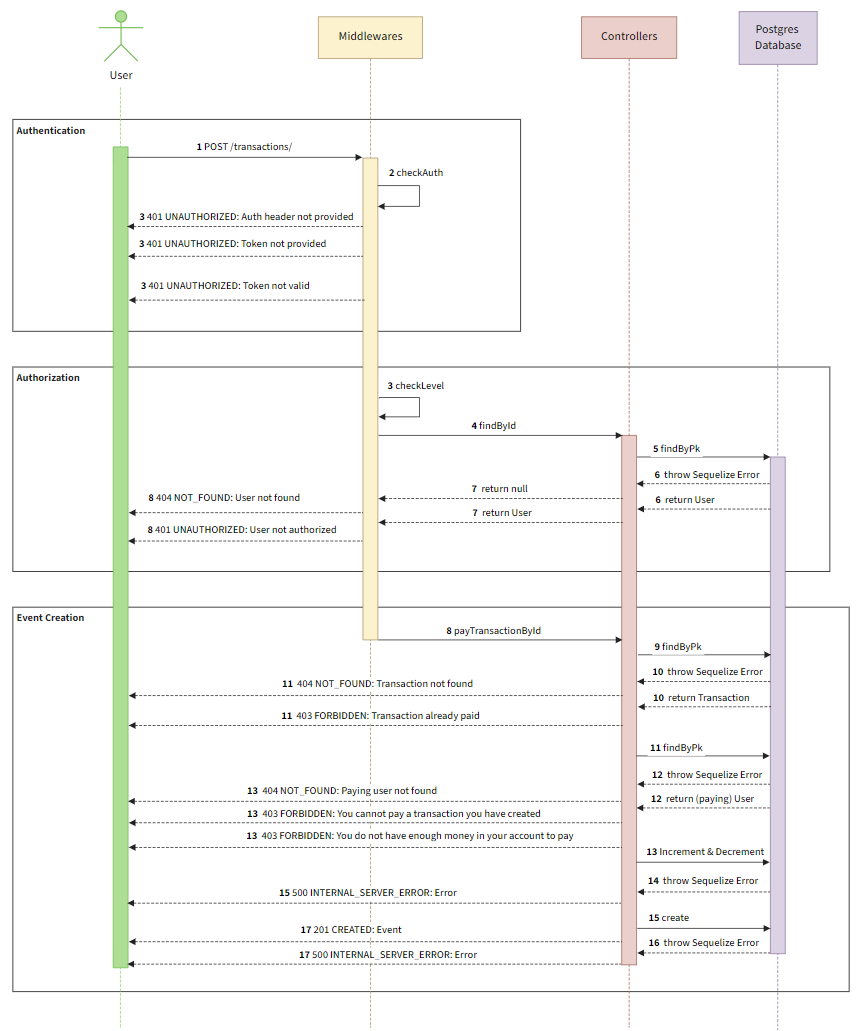 User
Middlewares
Controllers
Postgres
Database
Authentication
1 POST /transactions/
2 checkAuth
3 401 UNAUTHORIZED: Auth header not provided
3 401 UNAUTHORIZED: Token not provided
3 401 UNAUTHORIZED: Token not valid
Authorization
3 checkLevel
4 findById
5 findByPk
6 throw Sequelize Error
7 return null
8 404 NOT_FOUND: User not found
6 return User
7 return User
8 401 UNAUTHORIZED: User not authorized
Event Creation
8 payTransactionById
9 findByPk
10 throw Sequelize Error
11 404 NOT_FOUND: Transaction not found
10 return Transaction
11 403 FORBIDDEN: Transaction already paid
11 findByPk
12 throw Sequelize Error
13 404 NOT_FOUND: Paying user not found
12 return (paying) User
13 403 FORBIDDEN: You cannot pay a transaction you have created
13 403 FORBIDDEN: You do not have enough money in your account to pay
13 Increment & Decrement
14 throw Sequelize Error
15 500 INTERNAL_SERVER_ERROR: Error
15 create
17 201 CREATED: Event
16 throw Sequelize Error
17 500 INTERNAL_SERVER_ERROR: Error